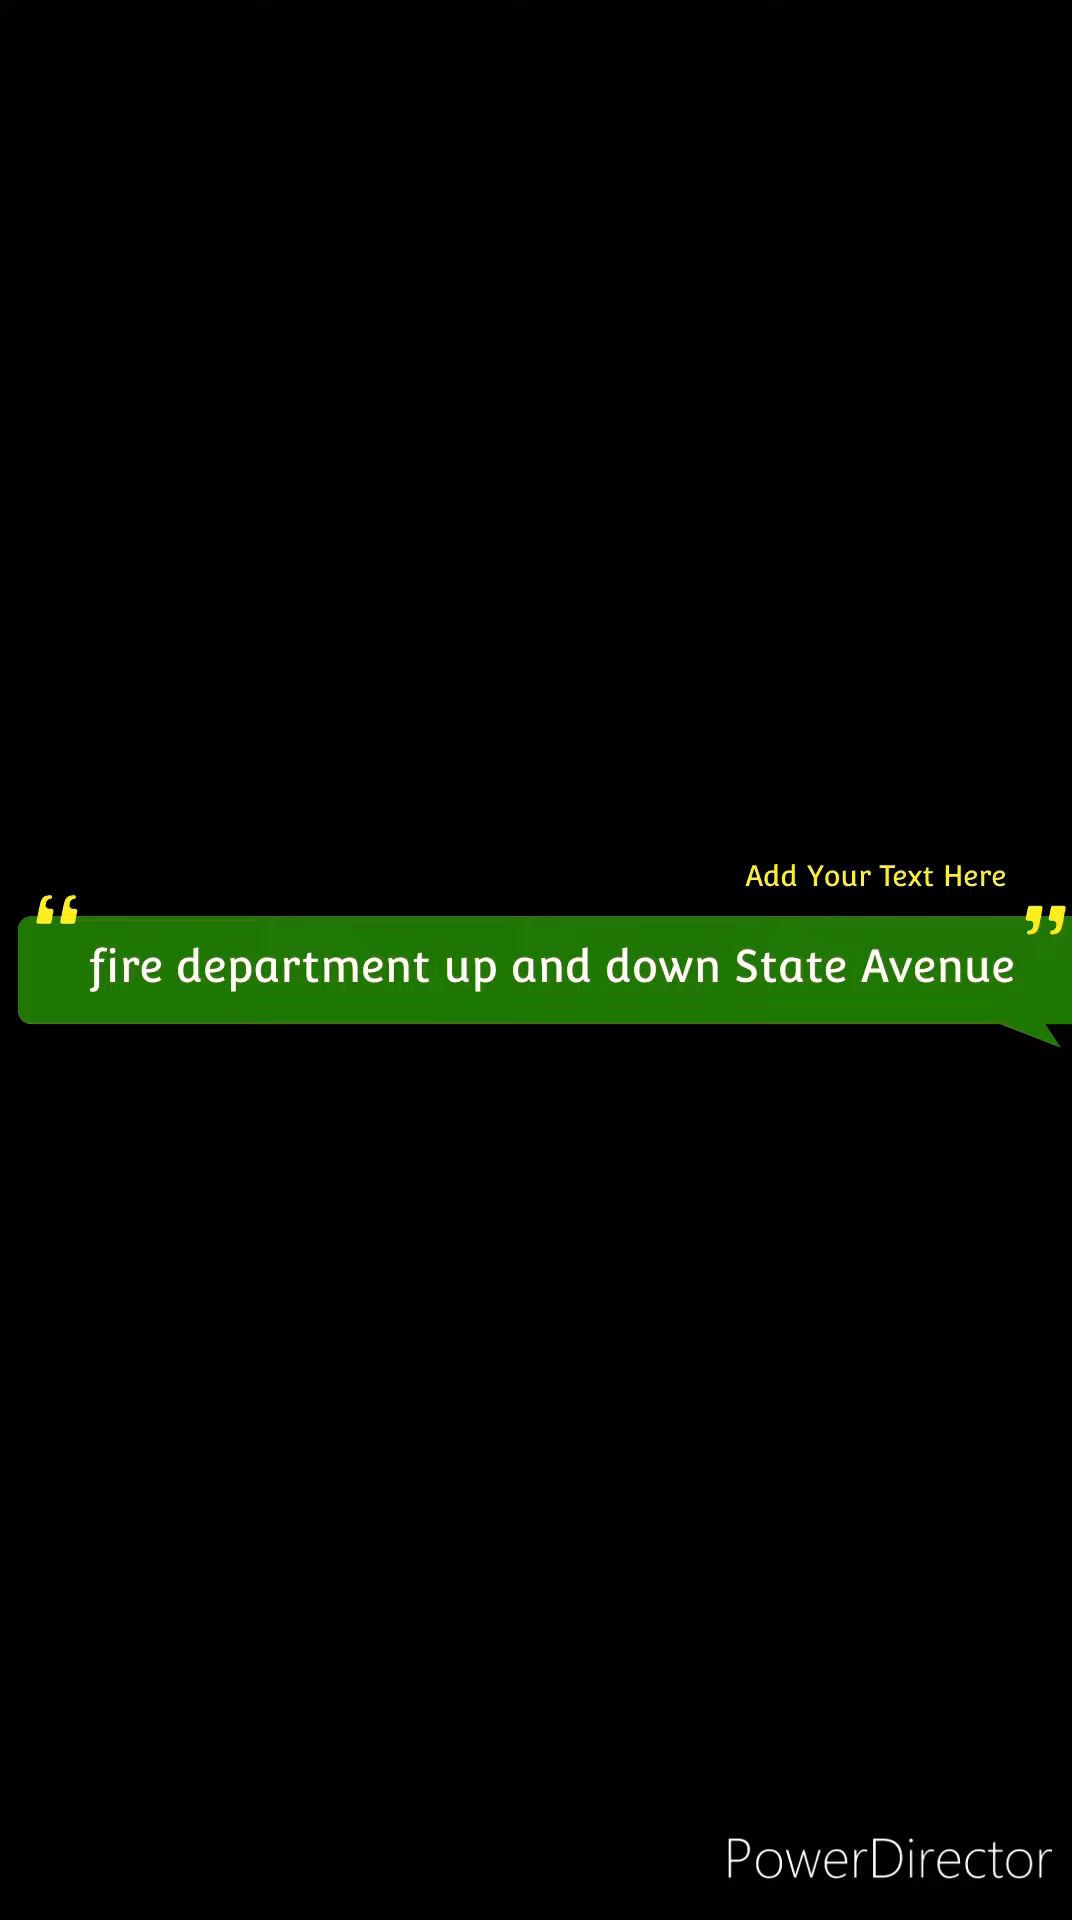 Add Your Text Here
“ fire department up and down State Avenue ”
PowerDirector